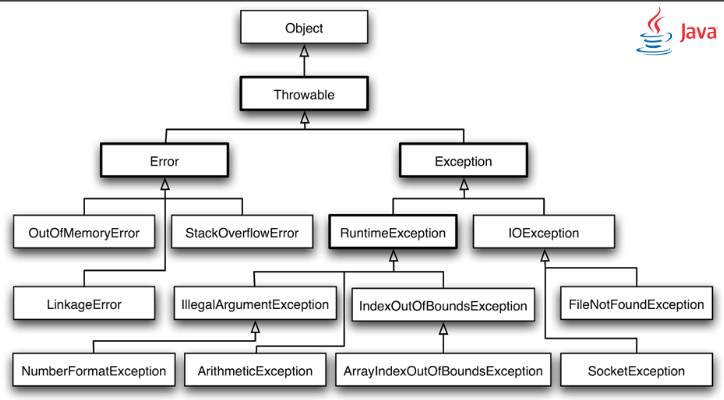 Object
Java
Throwable
Error
Exception
OutOfMemoryError
StackOverflowError
RuntimeException
IOException
LinkageError
IllegalArgumentException
IndexOutOfBoundsException
FileNotFoundException
NumberFormatException
ArithmeticException
ArrayIndexOutOfBoundsException
SocketException